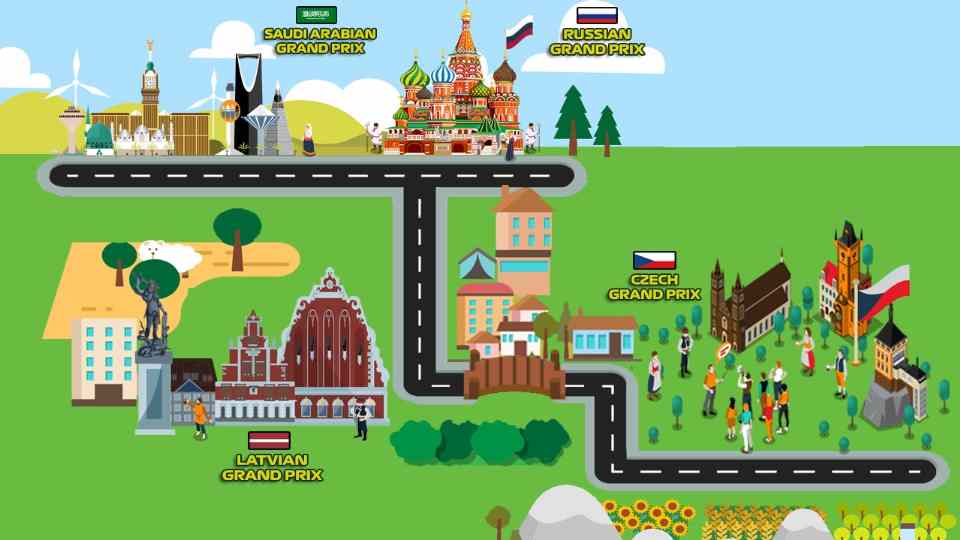 SAUDI ARABIAN
GRAND PRIX
RUSSIAN
GRAND PRIX
CZECH
GRAND PRIX
LATVIAN
GRAND PRIX